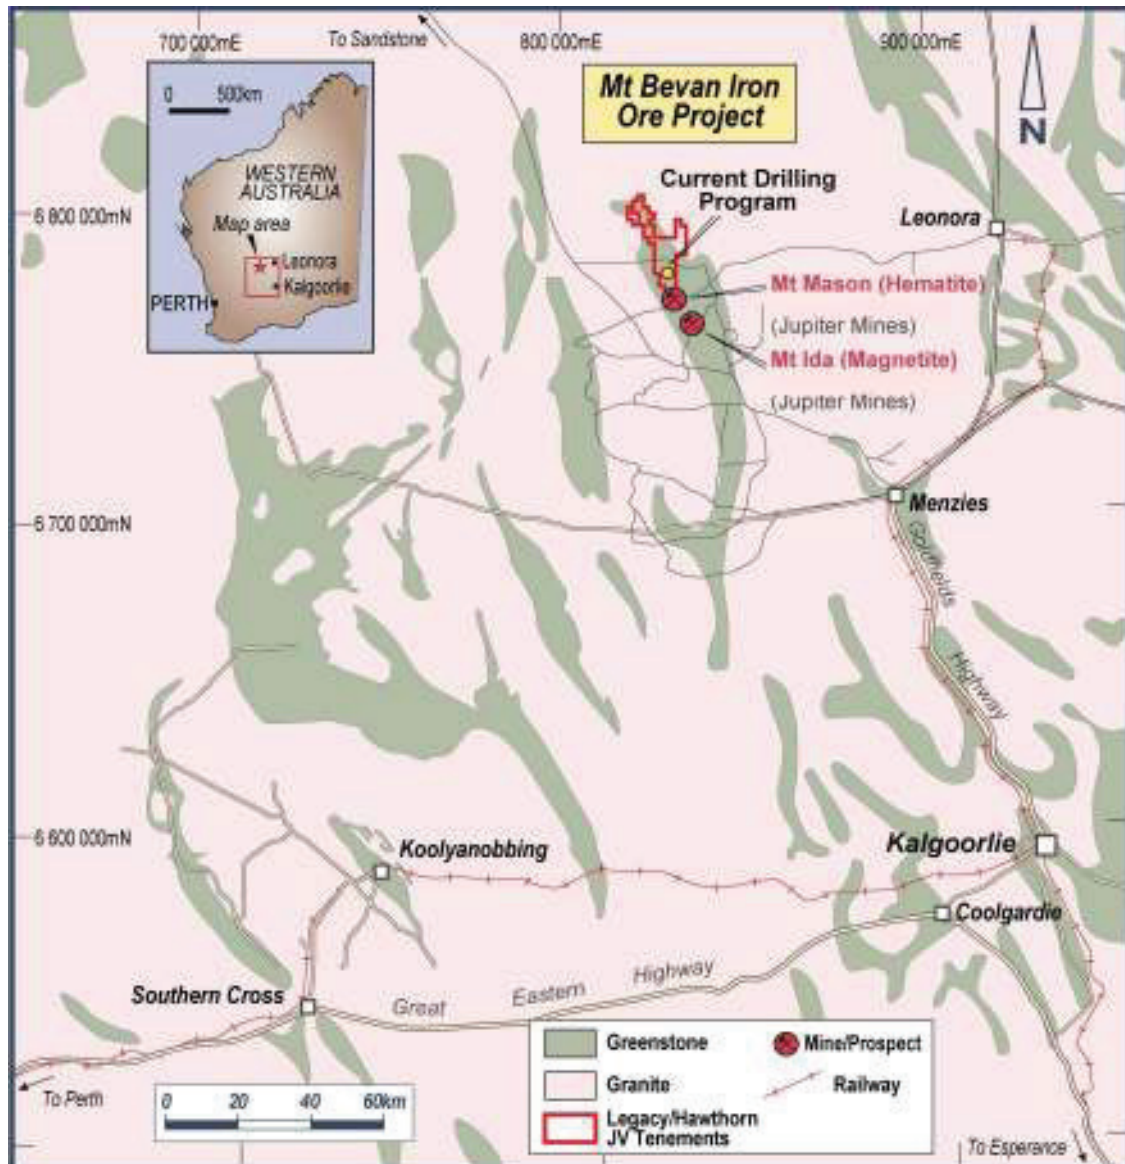 700 000mE
To Sandstone
800 000mE
900 000mE
Mt Bevan Iron
Ore Project
N
0 500km
WESTERN
AUSTRALIA
Map area
Leonora
Kalgoorlie
PERTH
6 800 000mN
Current Drilling
Program
Leonora
Mt Mason (Hematite)
(Jupiter Mines)
Mt Ida (Magnetite)
(Jupiter Mines)
Menzies
6 700 000mN
Goldfields
Highway
6 600 000mN
Koolyanobbing
Kalgoorlie
Coolgardie
Southern Cross
Great Eastern Highway
To Perth
0 20 40 60km
Greenstone
Granite
Legacy/Hawthorn
JV Tenements
Mine/Prospect
Railway
To Esperance